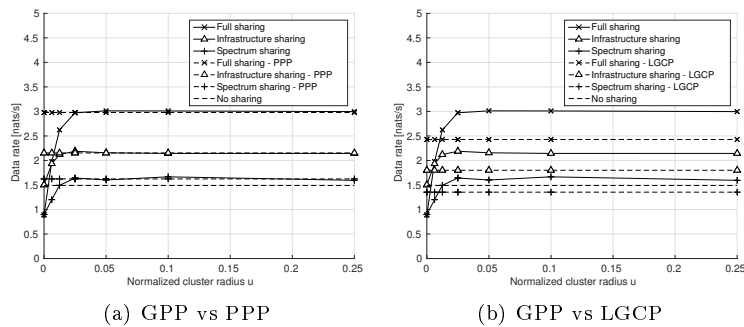 5
4.5
4
3.5
3
2.5
2
1.5
1
0.5
0
Data rate [nats/s]
Full sharing
Infrastructure sharing
Spectrum sharing
Full sharing - PPP
Infrastructure sharing - PPP
Spectrum sharing - PPP
No sharing
0 0.05 0.1 0.15 0.2 0.25
Normalized cluster radius u
(a) GPP vs PPP
5
4.5
4
3.5
3
2.5
2
1.5
1
0.5
0
Data rate [nats/s]
Full sharing
Infrastructure sharing
Spectrum sharing
Full sharing - LGCP
Infrastructure sharing - LGCP
Spectrum sharing - LGCP
No sharing
0 0.05 0.1 0.15 0.2 0.25
Normalized cluster radius u
(b) GPP vs LGCP